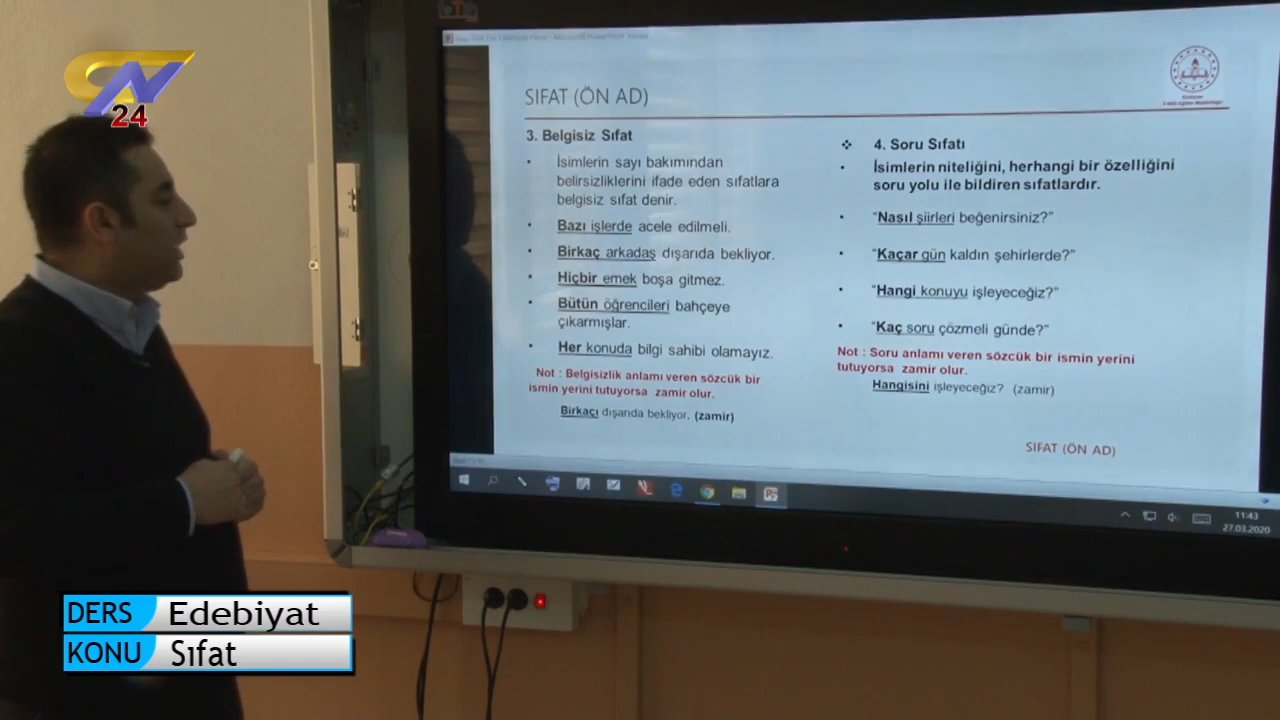 CN
24
SIFAT (ÖN AD)
3. Belgisiz Sıfat
• İsimlerin sayı bakımından
belirsizliklerini ifade eden sıfatlara
belgisiz sıfat denir.
• Bazı işlerde acele edilmeli.
• Birkaç arkadaş dışarıda bekliyor.
• Hiçbir emek boşa gitmez.
• Bütün öğrencileri bahçeye
çıkarmışlar.
• Her konuda bilgi sahibi olamayız.
Not : Belgisizlik anlamı veren sözcük bir
ismin yerini tutuyorsa zamir olur.
Birkaçı dışarıda bekliyor. (zamir)
❖ 4. Soru Sıfatı
• İsimlerin niteliğini, herhangi bir özelliğini
soru yolu ile bildiren sıfatlardır.
• “Nasıl şiirleri beğenirsiniz?”
• “Kaçar gün kaldın şehirlerde?”
• “Hangi konuyu işleyeceğiz?”
• “Kaç soru çözmeli günde?”
Not : Soru anlamı veren sözcük bir ismin yerini
tutuyorsa zamir olur.
Hangisini işleyeceğiz? (zamir)
SIFAT (ÖN AD)
11:43
27.03.2020
DERS Edebiyat
KONU Sıfat